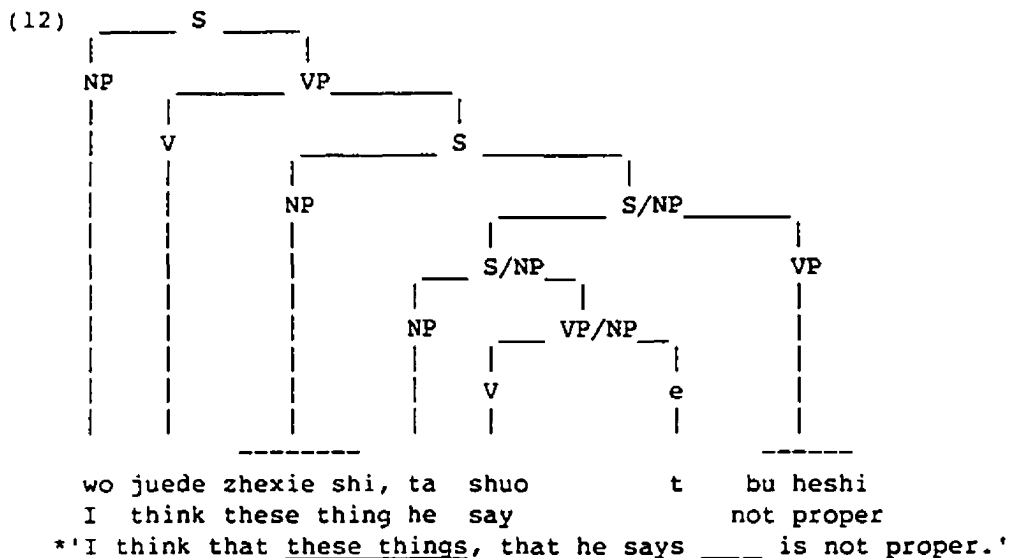 (12) S
NP VP
V S
NP S/NP
S/NP VP
NP VP/NP
V e
wo juede zhexie shi, ta shuo t bu heshi
I think these thing he say not proper
*'I think that these things, that he says ____ is not proper.'